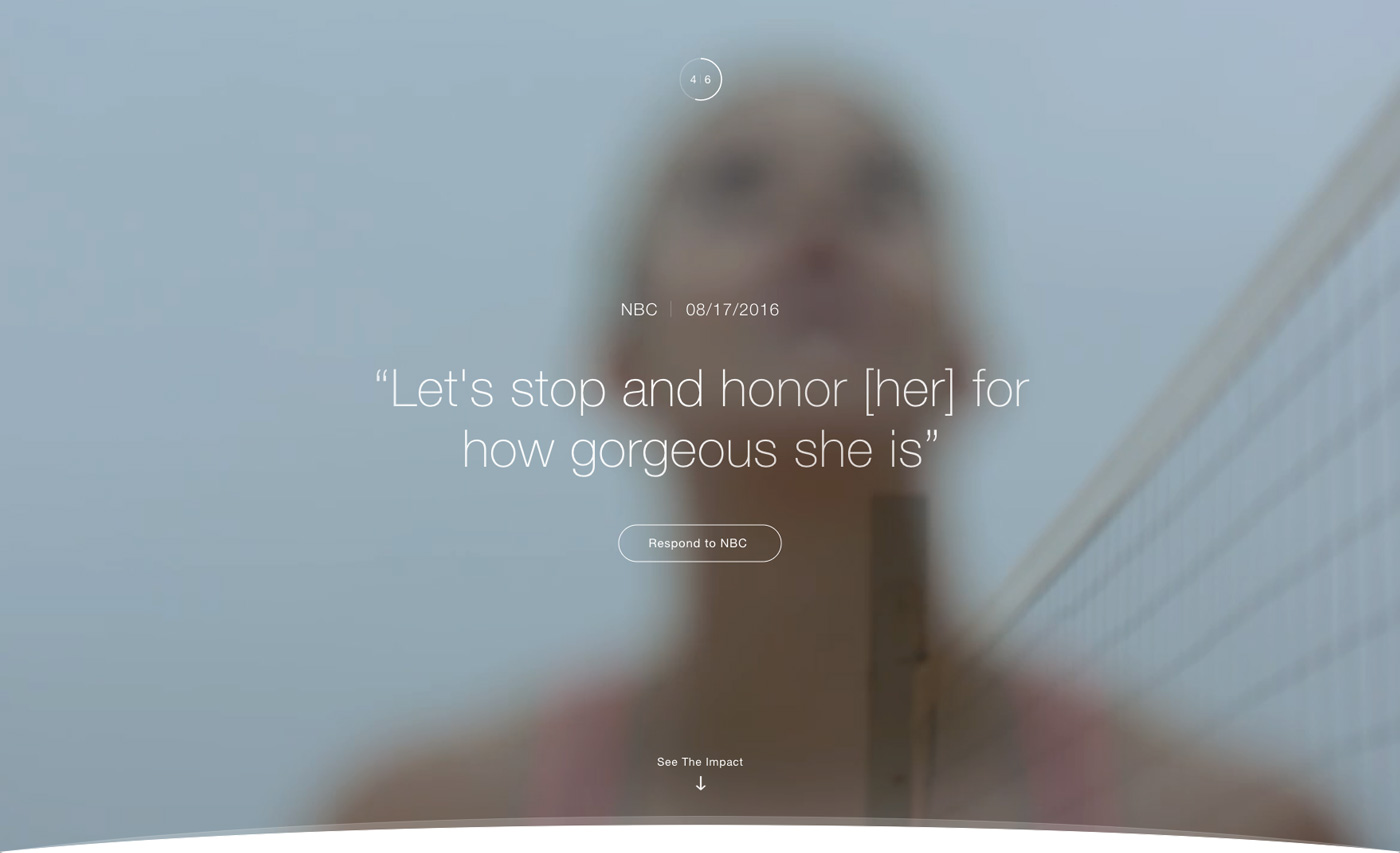 4 | 6
NBC | 08/17/2016
“Let's stop and honor [her] for
how gorgeous she is”
Respond to NBC
See The Impact